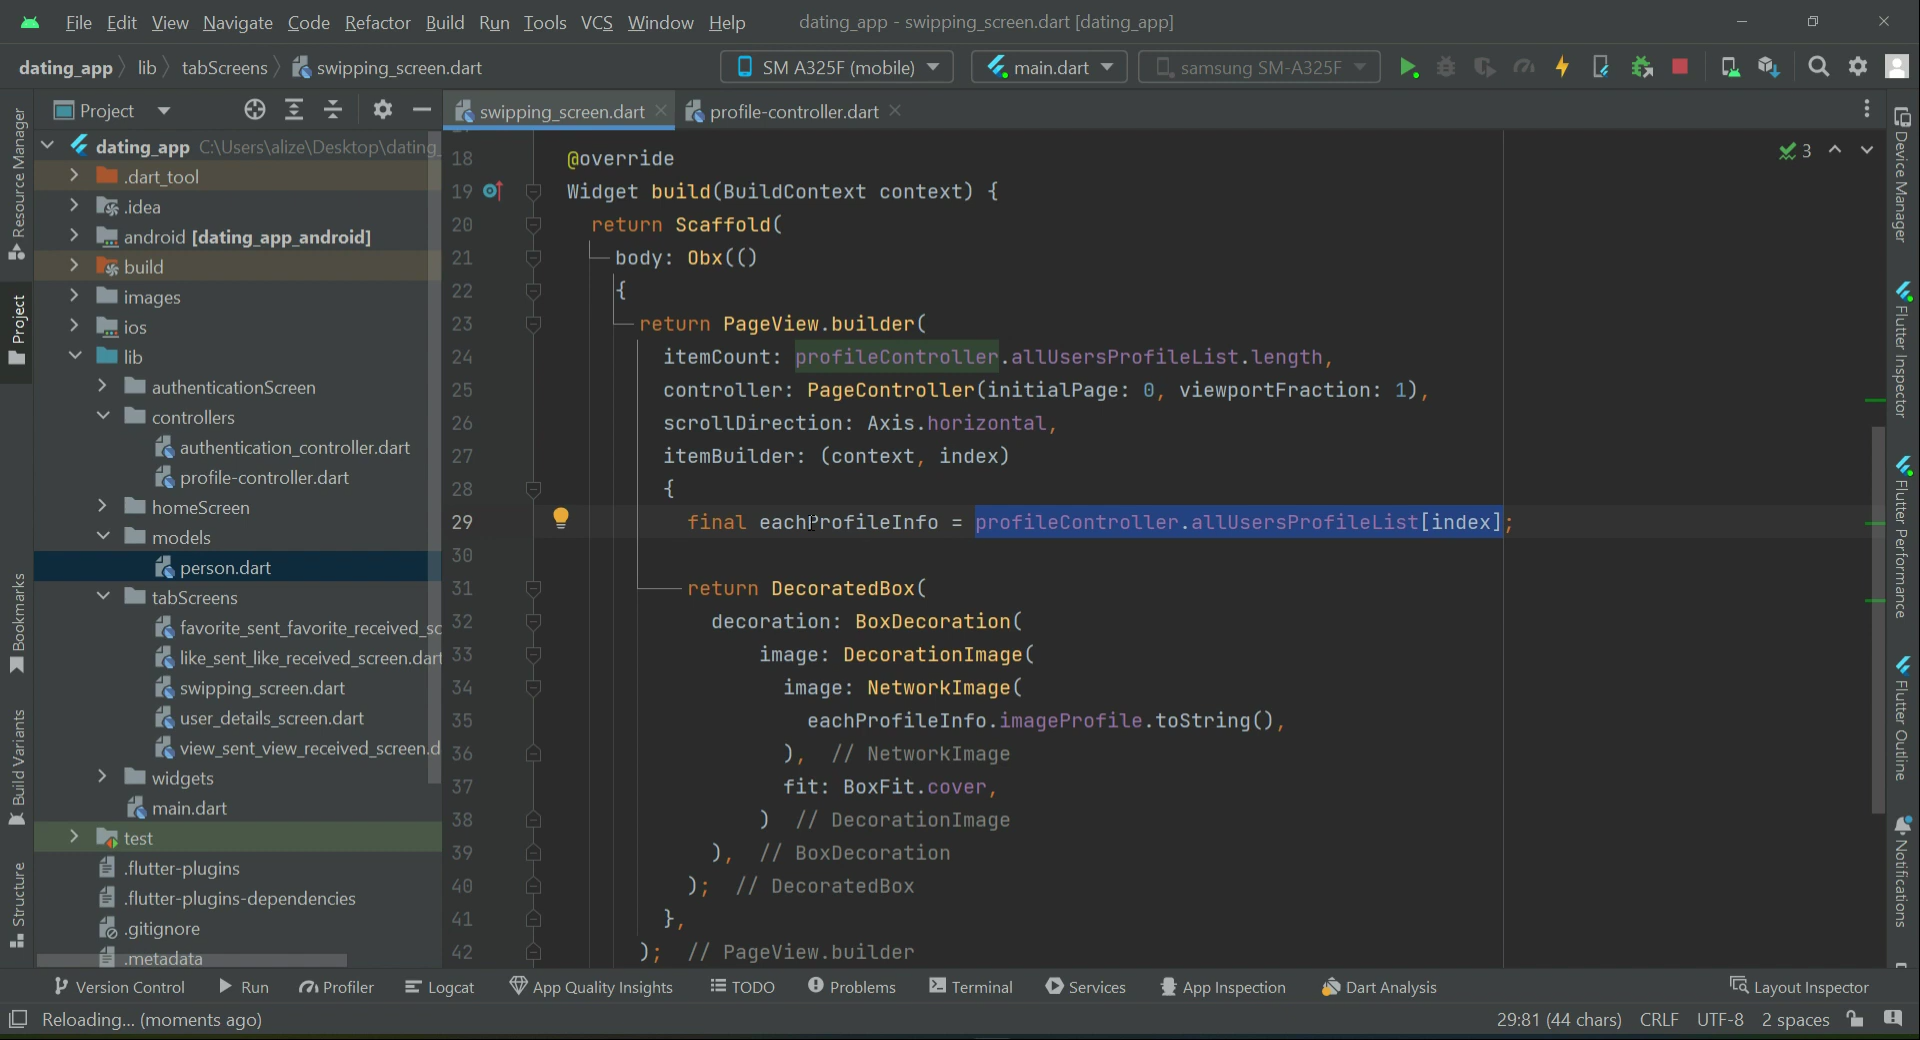 File Edit View Navigate Code Refactor Build Run Tools VCS Window Help dating_app - swipping_screen.dart [dating_app]
dating_app lib tabScreens swipping_screen.dart SM A325F (mobile) main.dart samsung SM-A325F
Project
swipping_screen.dart profile-controller.dart
Resource Manager
Project
Bookmarks
Build Variants
Structure
dating_app C:\Users\alize\Desktop\dating_
.dart_tool
.idea
android [dating_app_android]
build
images
ios
lib
authenticationScreen
controllers
authentication_controller.dart
profile-controller.dart
homeScreen
models
person.dart
tabScreens
favorite_sent_favorite_received_sc
like_sent_like_received_screen.dart
swipping_screen.dart
user_details_screen.dart
view_sent_view_received_screen.d
widgets
main.dart
test
.flutter-plugins
.flutter-plugins-dependencies
.gitignore
.metadata
3
18 @override
19 Widget build(BuildContext context) {
20 return Scaffold(
21 body: Obx(()
22 {
23 return PageView.builder(
24 itemCount: profileController.allUsersProfileList.length,
25 controller: PageController(initialPage: 0, viewportFraction: 1),
26 scrollDirection: Axis.horizontal,
27 itemBuilder: (context, index)
28 {
29 final eachProfileInfo = profileController.allUsersProfileList[index];
30
31 return DecoratedBox(
32 decoration: BoxDecoration(
33 image: DecorationImage(
34 image: NetworkImage(
35 eachProfileInfo.imageProfile.toString(),
36 ), // NetworkImage
37 fit: BoxFit.cover,
38 ) // DecorationImage
39 ), // BoxDecoration
40 ); // DecoratedBox
41 },
42 ); // PageView.builder
Device Manager
Flutter Inspector
Flutter Performance
Flutter Outline
Notifications
Version Control Run Profiler Logcat App Quality Insights TODO Problems Terminal Services App Inspection Dart Analysis Layout Inspector
Reloading... (moments ago) 29:81 (44 chars) CRLF UTF-8 2 spaces